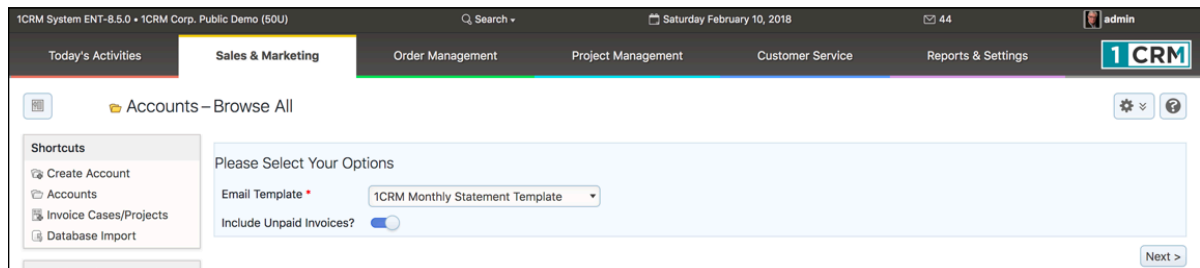 1CRM System ENT-8.5.0 • 1CRM Corp. Public Demo (50U) Search Saturday February 10, 2018 44 admin
Today's Activities Sales & Marketing Order Management Project Management Customer Service Reports & Settings 1 CRM
Accounts – Browse All
Shortcuts
Create Account
Accounts
Invoice Cases/Projects
Database Import
Please Select Your Options
Email Template * 1CRM Monthly Statement Template
Include Unpaid Invoices?
Next >